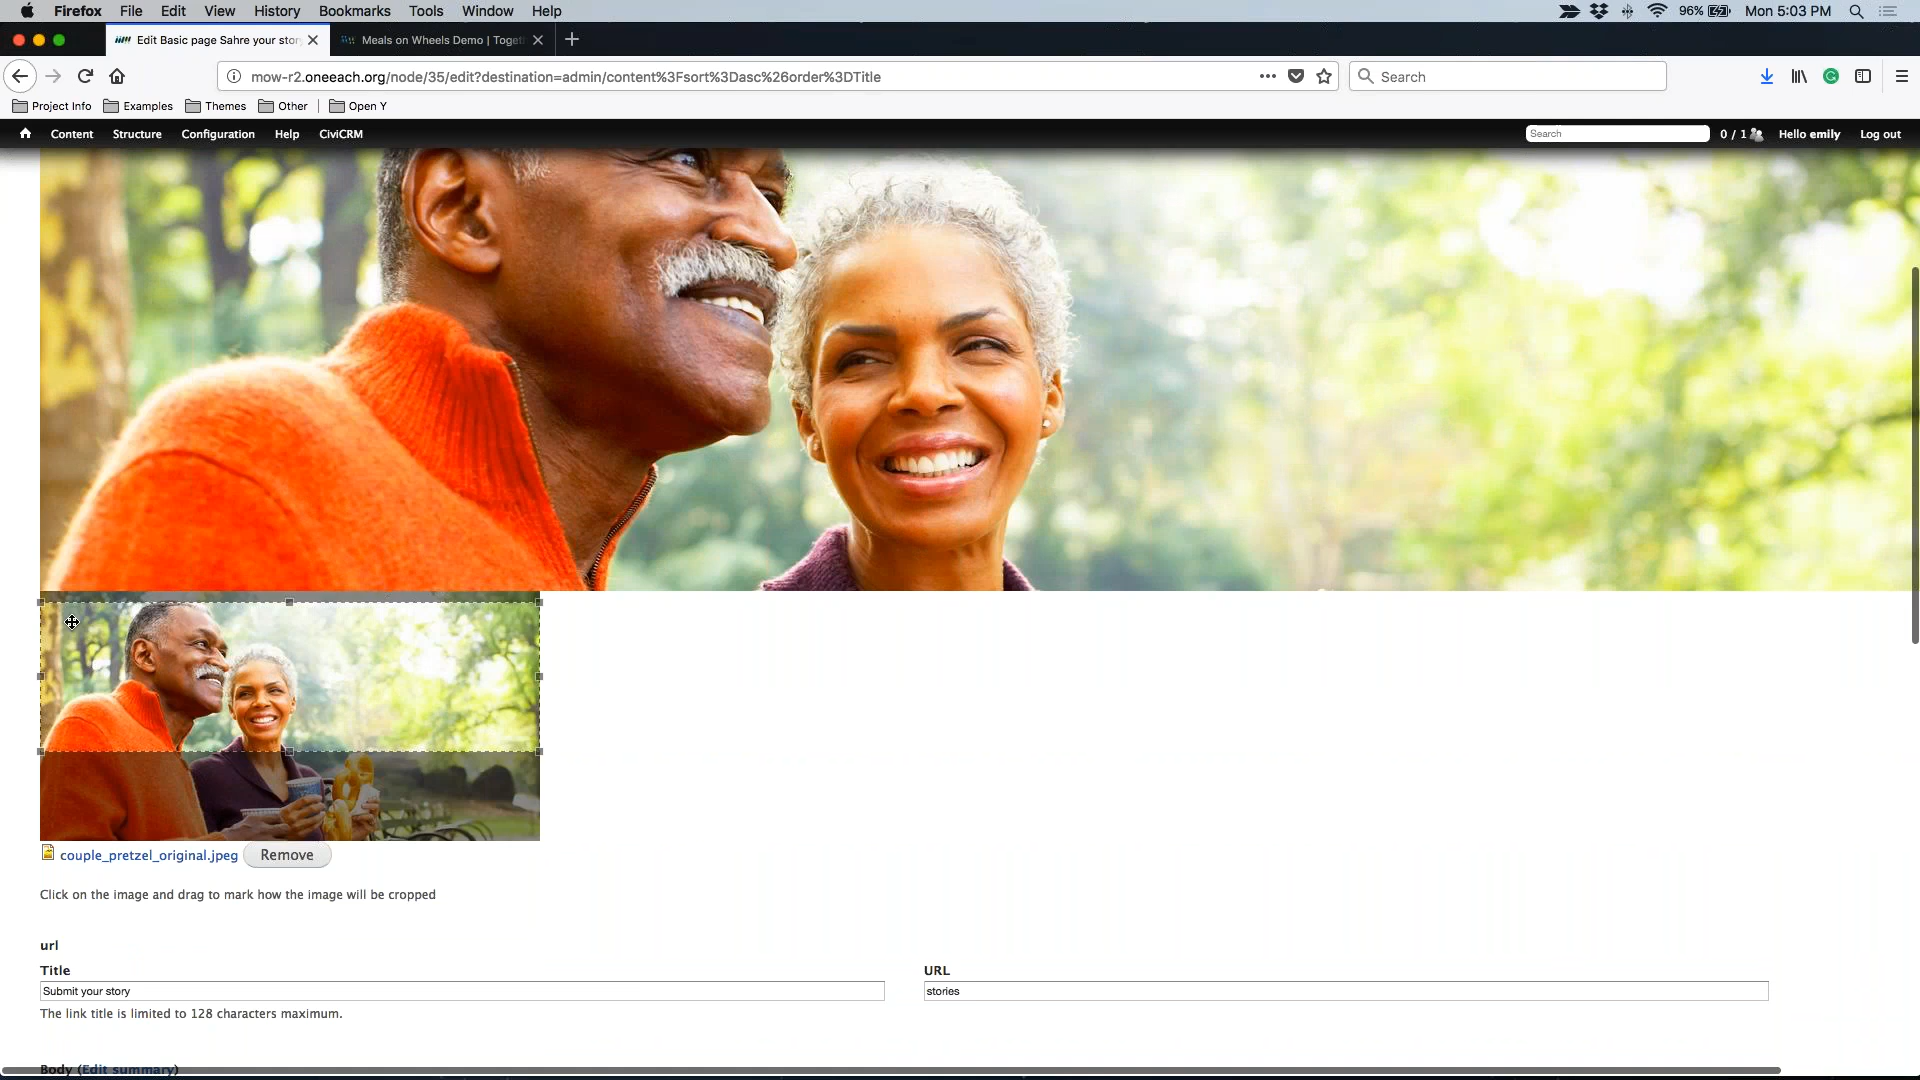 Firefox File Edit View History Bookmarks Tools Window Help 96% Mon 5:03 PM
Edit Basic page Sahre your stor Meals on Wheels Demo | Toget
mow-r2.oneeach.org/node/35/edit?destination=admin/content%3Fsort%3Dasc%26order%3DTitle Search
Project Info Examples Themes Other Open Y
Content Structure Configuration Help CiviCRM Search 0 / 1 Hello emily Log out
couple_pretzel_original.jpeg Remove
Click on the image and drag to mark how the image will be cropped
url
Title URL
Submit your story stories
The link title is limited to 128 characters maximum.
Body (Edit summary)